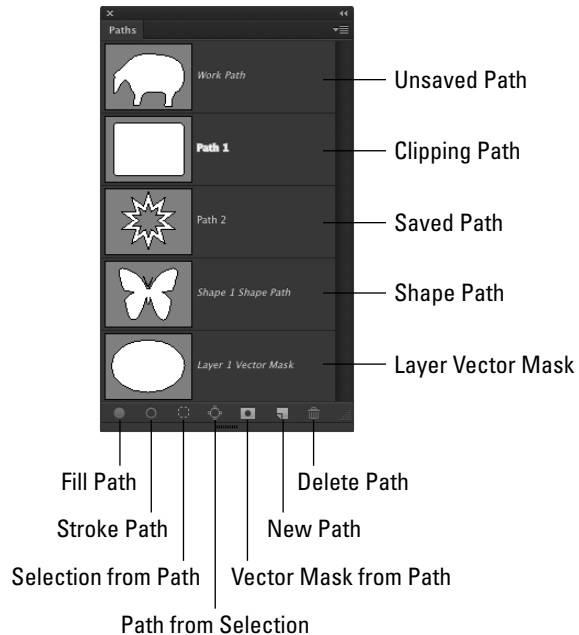 Paths
Work Path
Unsaved Path
Path 1
Clipping Path
Path 2
Saved Path
Shape 1 Shape Path
Shape Path
Layer 1 Vector Mask
Layer Vector Mask
Fill Path
Delete Path
Stroke Path
New Path
Selection from Path
Vector Mask from Path
Path from Selection